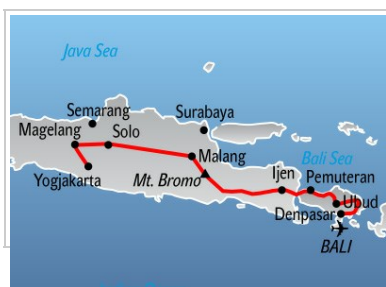 Java Sea
Semarang
Surabaya
Magelang
Solo
Malang
Bali Sea
Yogjakarta
Mt. Bromo
Ijen
Pemuteran
Ubud
Denpasar
BALI